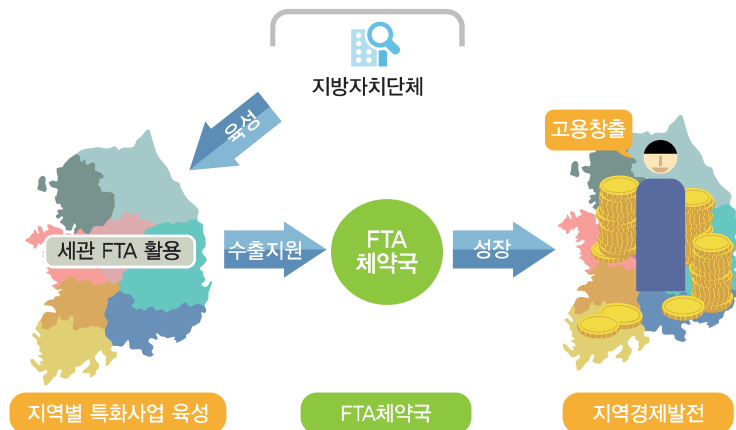 지방자치단체
육성
고용창출
세관 FTA 활용
수출지원
FTA
체약국
성장
지역별 특화사업 육성
FTA체약국
지역경제발전